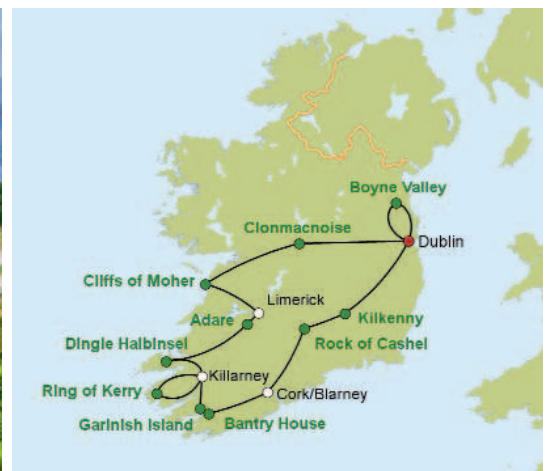 Boyne Valley
Clonmacnoise
Dublin
Cliffs of Moher
Limerick
Adare
Kilkenny
Rock of Cashel
Dingle Halbinsel
Killarney
Ring of Kerry
Cork/Blarney
Garinish Island
Bantry House